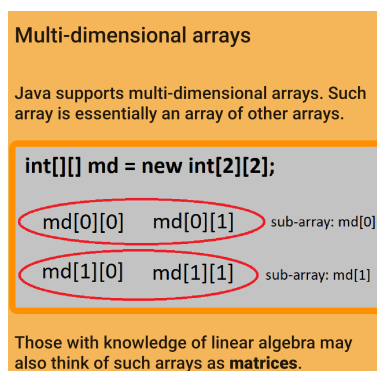 Multi-dimensional arrays
Java supports multi-dimensional arrays. Such
array is essentially an array of other arrays.
int[][] md = new int[2][2];
md[0][0] md[0][1] sub-array: md[0]
md[1][0] md[1][1] sub-array: md[1]
Those with knowledge of linear algebra may
also think of such arrays as matrices.